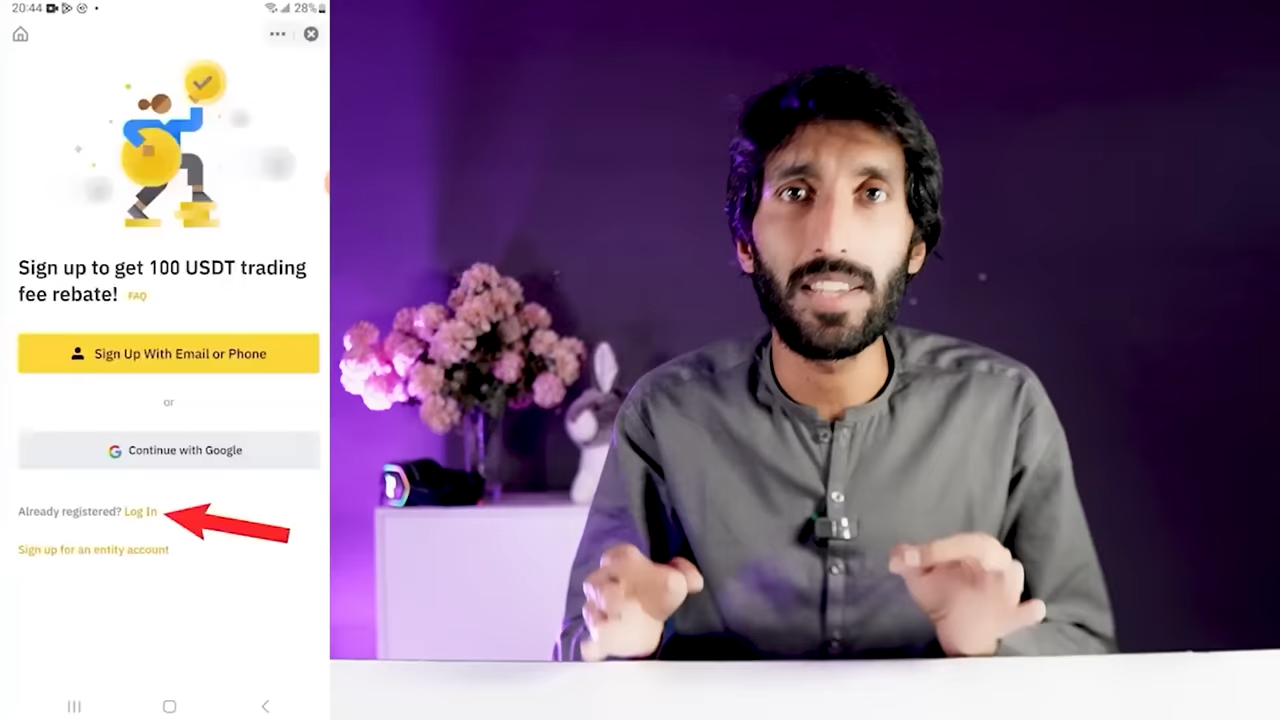 20:44
28%
Sign up to get 100 USDT trading
fee rebate! FAQ
Sign Up With Email or Phone
or
Continue with Google
Already registered? Log In
Sign up for an entity account